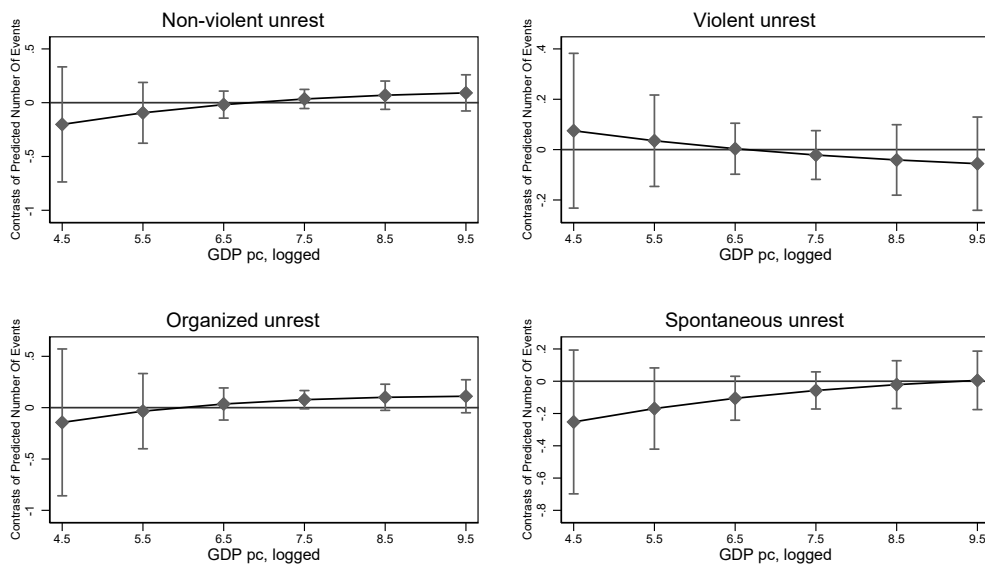 Non-violent unrest
Contrasts of Predicted Number Of Events
.5
0
-.5
-1
4.5 5.5 6.5 7.5 8.5 9.5
GDP pc, logged
Violent unrest
Contrasts of Predicted Number Of Events
.4
.2
0
-.2
4.5 5.5 6.5 7.5 8.5 9.5
GDP pc, logged
Organized unrest
Contrasts of Predicted Number Of Events
.5
0
-.5
-1
4.5 5.5 6.5 7.5 8.5 9.5
GDP pc, logged
Spontaneous unrest
Contrasts of Predicted Number Of Events
.2
0
-.2
-.4
-.6
-.8
4.5 5.5 6.5 7.5 8.5 9.5
GDP pc, logged